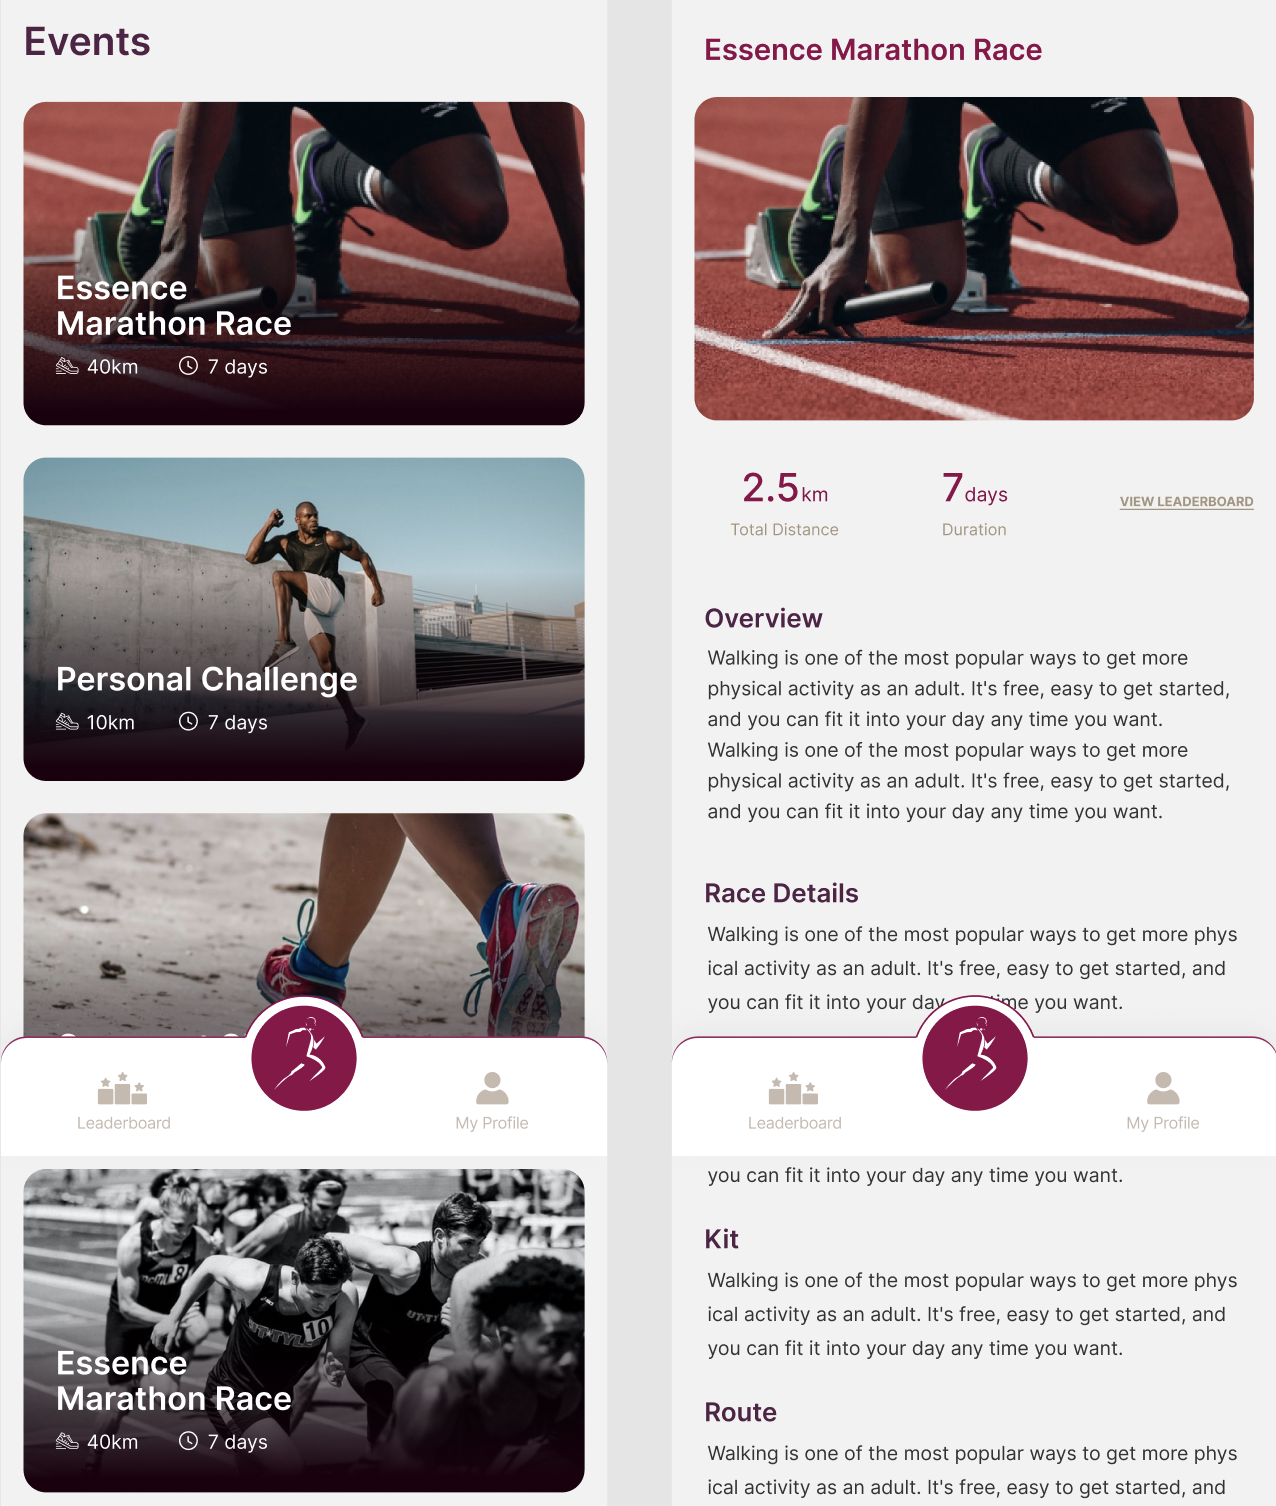 Events
Essence
Marathon Race
40km 7 days
Personal Challenge
10km 7 days
Leaderboard
My Profile
UT-TYL
10
8
UT-TY
Essence
Marathon Race
40km 7 days
Essence Marathon Race
2.5km
Total Distance
7days
Duration
VIEW LEADERBOARD
Overview
Walking is one of the most popular ways to get more
physical activity as an adult. It's free, easy to get started,
and you can fit it into your day any time you want.
Walking is one of the most popular ways to get more
physical activity as an adult. It's free, easy to get started,
and you can fit it into your day any time you want.
Race Details
Walking is one of the most popular ways to get more phys
ical activity as an adult. It's free, easy to get started, and
you can fit it into your day time you want.
Leaderboard
My Profile
you can fit it into your day any time you want.
Kit
Walking is one of the most popular ways to get more phys
ical activity as an adult. It's free, easy to get started, and
you can fit it into your day any time you want.
Route
Walking is one of the most popular ways to get more phys
ical activity as an adult. It's free, easy to get started, and